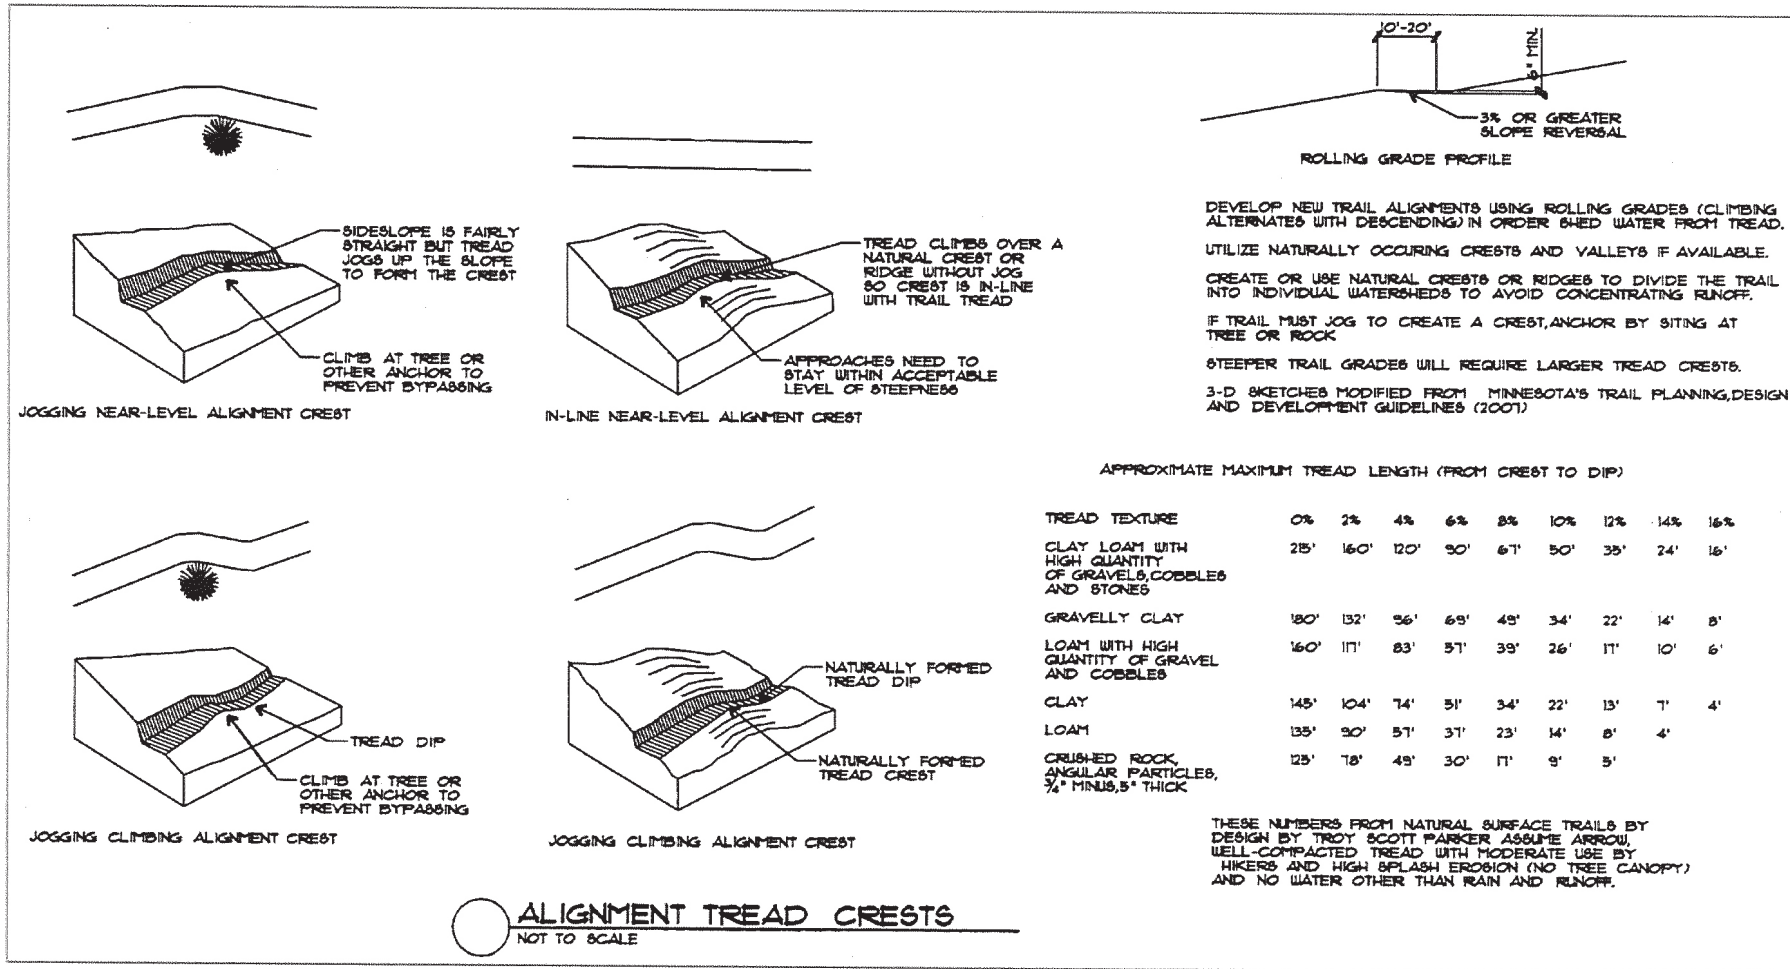 JOGGING NEAR-LEVEL ALIGNMENT CREST
SIDESLOPE IS FAIRLY
STRAIGHT BUT TREAD
JOGS UP THE SLOPE
TO FORM THE CREST
CLIMB AT TREE OR
OTHER ANCHOR TO
PREVENT BYPASSING
TREAD CLIMBS OVER A
NATURAL CREST OR
RIDGE WITHOUT JOG
SO CREST IS IN-LINE
WITH TRAIL TREAD
APPROACHES NEED TO
STAY WITHIN ACCEPTABLE
LEVEL OF STEEPNESS
IN-LINE NEAR-LEVEL ALIGNMENT CREST
TREAD DIP
CLIMB AT TREE OR
OTHER ANCHOR TO
PREVENT BYPASSING
JOGGING CLIMBING ALIGNMENT CREST
NATURALLY FORMED
TREAD DIP
NATURALLY FORMED
TREAD CREST
JOGGING CLIMBING ALIGNMENT CREST
10'-20'
6" MIN.
3% OR GREATER
SLOPE REVERSAL
ROLLING GRADE PROFILE
DEVELOP NEW TRAIL ALIGNMENTS USING ROLLING GRADES (CLIMBING
ALTERNATES WITH DESCENDING) IN ORDER SHED WATER FROM TREAD.
UTILIZE NATURALLY OCCURING CRESTS AND VALLEYS IF AVAILABLE.
CREATE OR USE NATURAL CRESTS OR RIDGES TO DIVIDE THE TRAIL
INTO INDIVIDUAL WATERSHEDS TO AVOID CONCENTRATING RUNOFF.
IF TRAIL MUST JOG TO CREATE A CREST, ANCHOR BY SITING AT
TREE OR ROCK
STEEPER TRAIL GRADES WILL REQUIRE LARGER TREAD CRESTS.
3-D SKETCHES MODIFIED FROM MINNESOTA'S TRAIL PLANNING, DESIGN
AND DEVELOPMENT GUIDELINES (2007)
APPROXIMATE MAXIMUM TREAD LENGTH (FROM CREST TO DIP)
TREAD TEXTURE 0% 2% 4% 6% 8% 10% 12% 14% 16%
CLAY LOAM WITH 215' 160' 120' 90' 67' 50' 35' 24' 16'
HIGH QUANTITY
OF GRAVELS, COBBLES
AND STONES
GRAVELLY CLAY 180' 132' 96' 69' 49' 34' 22' 14' 8'
LOAM WITH HIGH 160' 117' 83' 57' 39' 26' 17' 10' 6'
QUANTITY OF GRAVEL
AND COBBLES
CLAY 145' 104' 74' 51' 34' 22' 13' 7' 4'
LOAM 135' 90' 57' 37' 23' 14' 8' 4'
CRUSHED ROCK, 125' 78' 49' 30' 17' 9' 5'
ANGULAR PARTICLES,
3/4" MINUS, 3" THICK
THESE NUMBERS FROM NATURAL SURFACE TRAILS BY
DESIGN BY TROY SCOTT PARKER ASSUME ARROW,
WELL-COMPACTED TREAD WITH MODERATE USE BY
HIKERS AND HIGH SPLASH EROSION (NO TREE CANOPY)
AND NO WATER OTHER THAN RAIN AND RUNOFF.
ALIGNMENT TREAD CRESTS
NOT TO SCALE